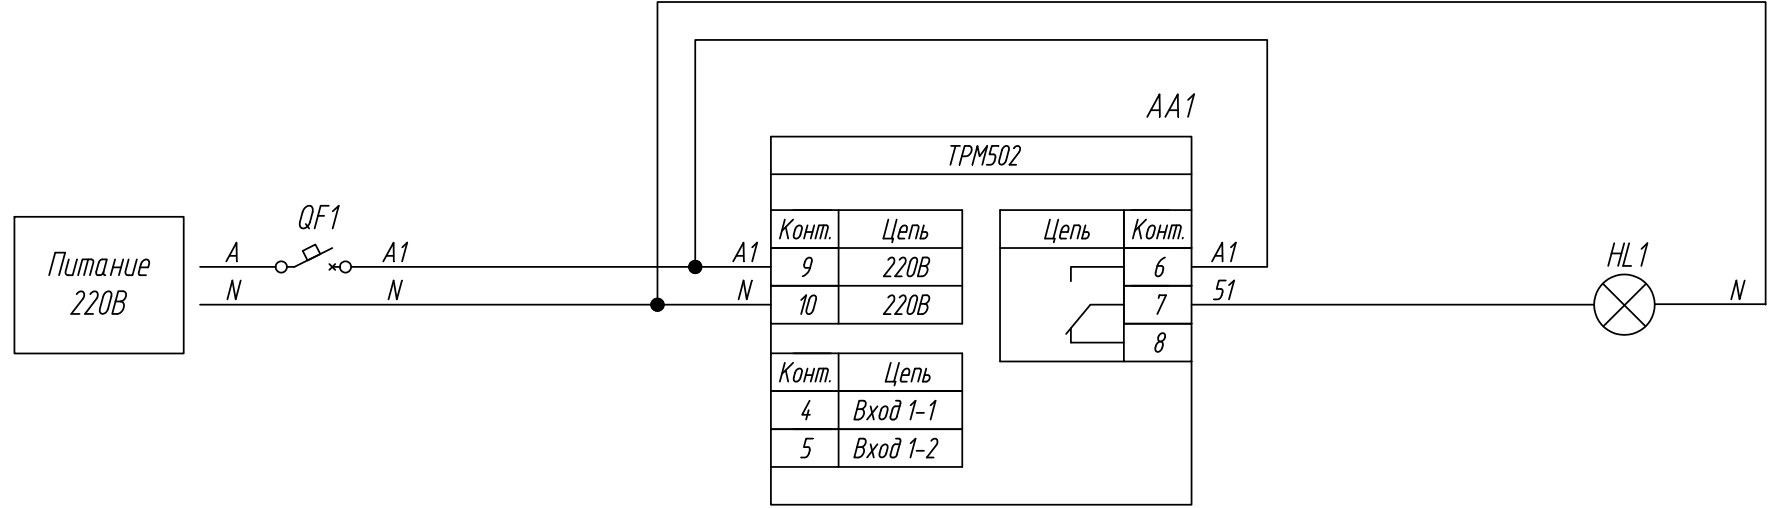 AA1
ТРМ502
Питание
220В
QF1
A
A1
A1
N
N
N
Конт.
Цепь
9
220В
10
220В
Конт.
Цепь
4
Вход 1-1
5
Вход 1-2
Цепь
Конт.
6
7
8
A1
51
HL1
N